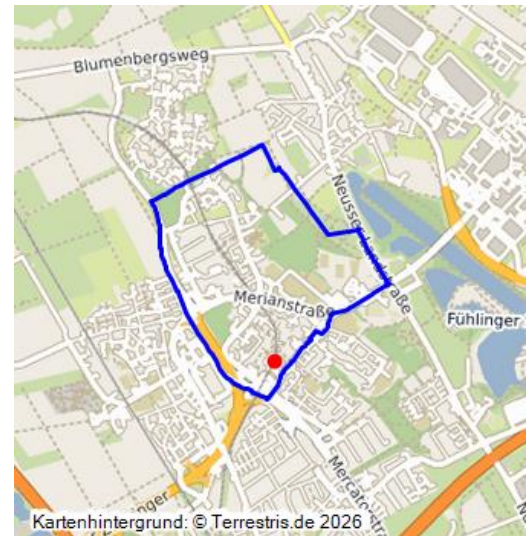 Blumenbergsweg
Neusser Landstraße
Merianstraße
Fühlinger
Mercatorstraße
Kartenhintergrund: © Terrestris.de 2026